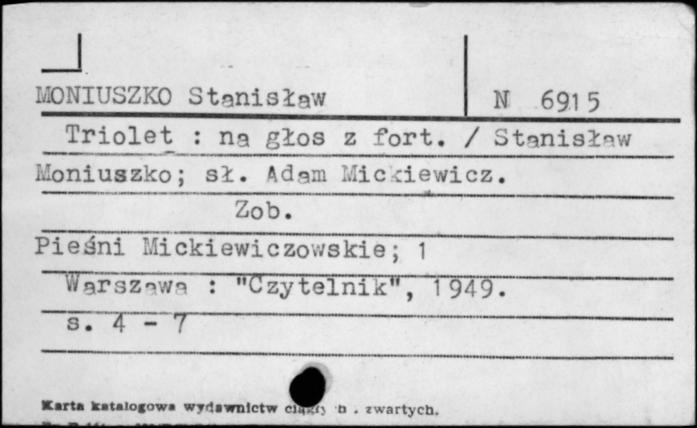 MONIUSZKO Stanisław N 6915
Triolet : na głos z fort. / Stanisław
Moniuszko; sł. Adam Mickiewicz.
Zob.
Pieśni Mickiewiczowskie; 1
Warszawa : "Czytelnik", 1949.
s. 4 - 7
Karta katalogowa wydawnictw zwartych.